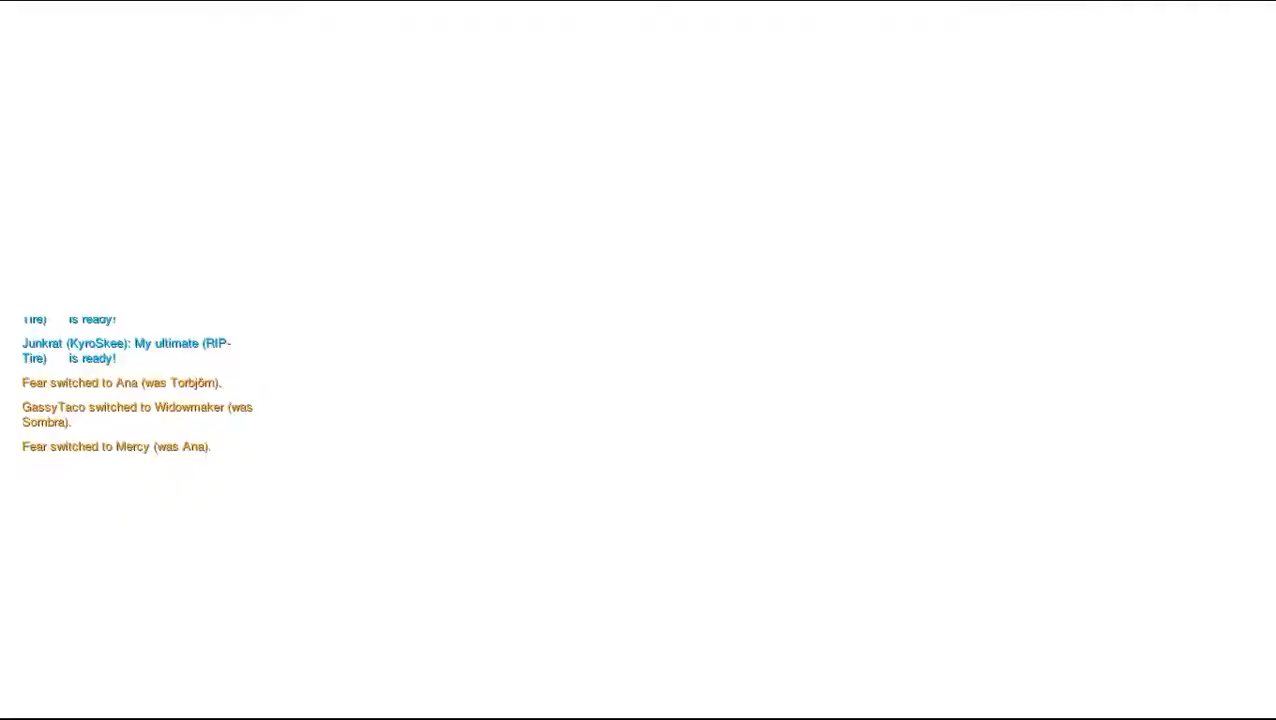 Tire) is ready!
Junkrat (KyroSkee): My ultimate (RIP-
Tire) is ready!
Fear switched to Ana (was Torbjörn).
GassyTaco switched to Widowmaker (was
Sombra).
Fear switched to Mercy (was Ana).